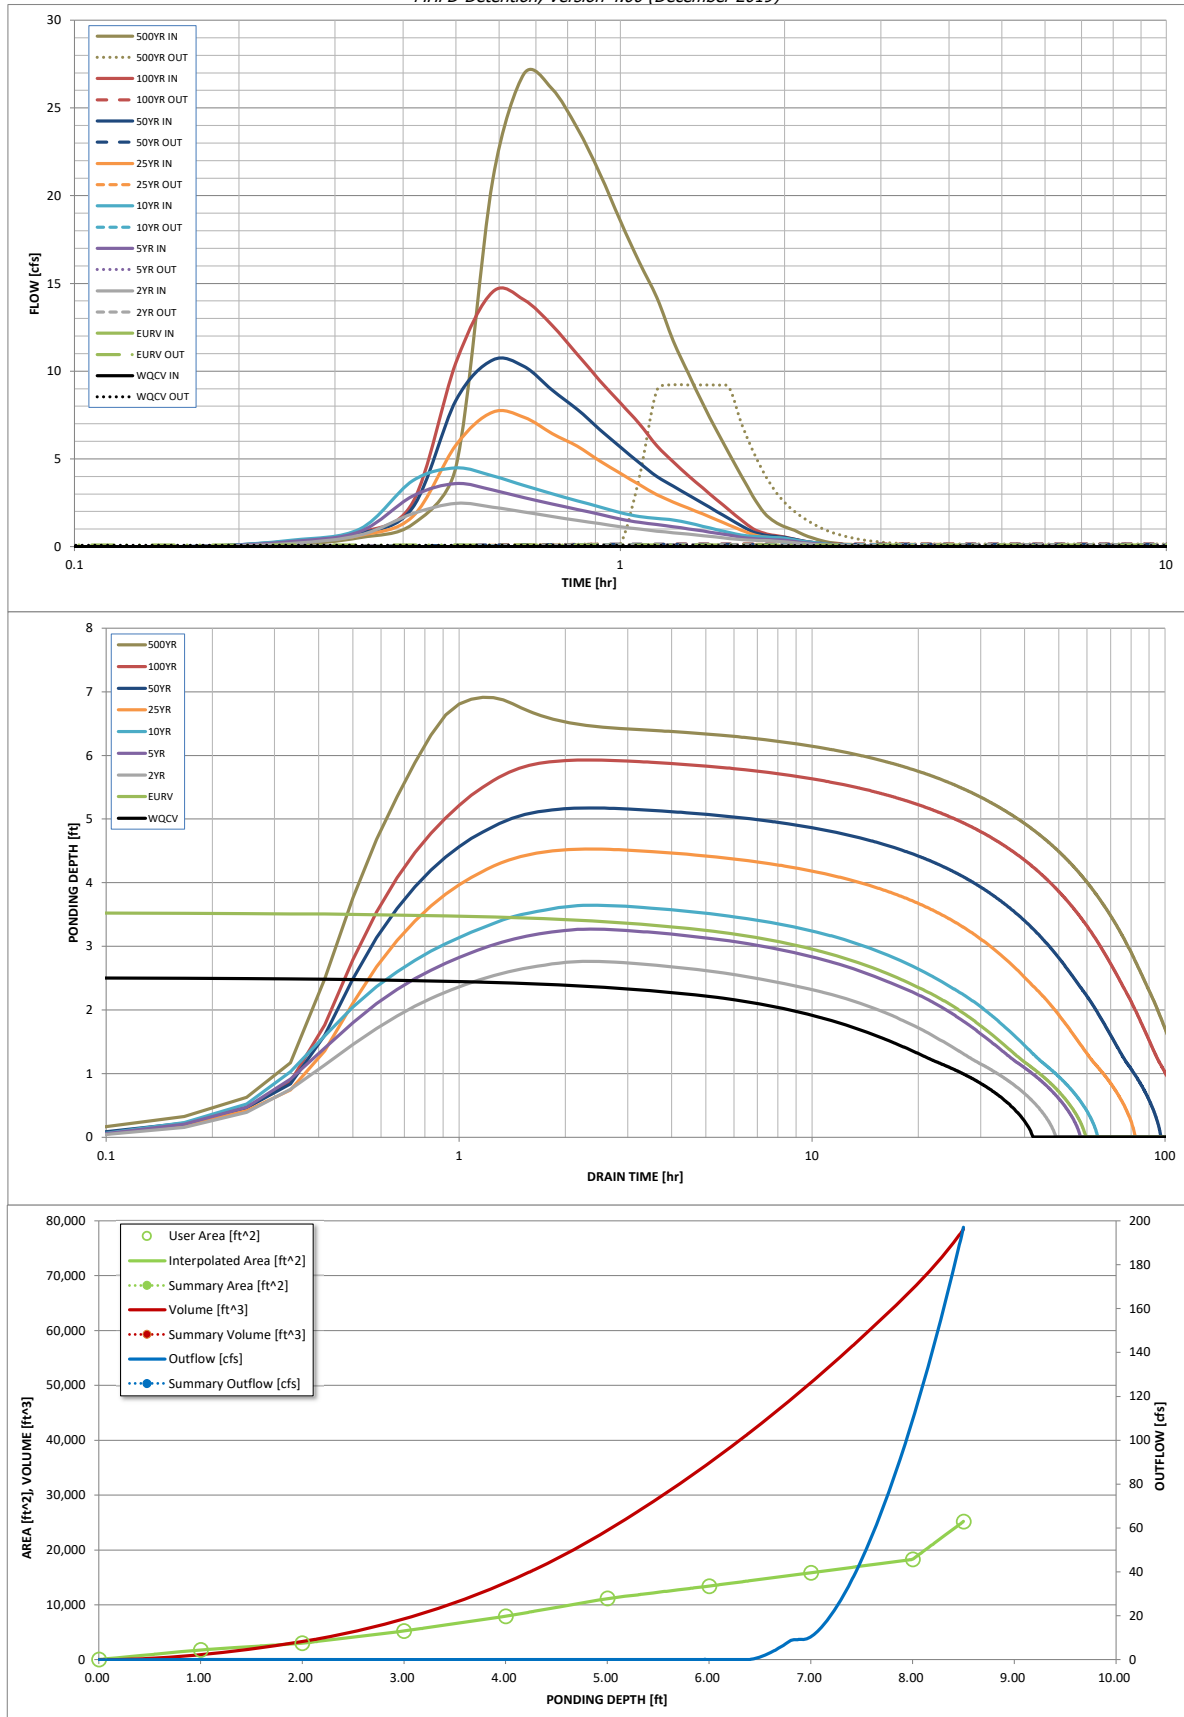 MHFD-Detention, Version 4.00 (December 2019)
30
25
20
15
10
5
0
FLOW [cfs]
500YR IN
500YR OUT
100YR IN
100YR OUT
50YR IN
50YR OUT
25YR IN
25YR OUT
10YR IN
10YR OUT
5YR IN
5YR OUT
2YR IN
2YR OUT
EURV IN
EURV OUT
WQCV IN
WQCV OUT
0.1
1
10
TIME [hr]
8
7
6
5
4
3
2
1
0
PONDING DEPTH [ft]
500YR
100YR
50YR
25YR
10YR
5YR
2YR
EURV
WQCV
0.1
1
10
100
DRAIN TIME [hr]
80,000
70,000
60,000
50,000
40,000
30,000
20,000
10,000
0
AREA [ft^2], VOLUME [ft^3]
User Area [ft^2]
Interpolated Area [ft^2]
Summary Area [ft^2]
Volume [ft^3]
Summary Volume [ft^3]
Outflow [cfs]
Summary Outflow [cfs]
200
180
160
140
120
100
80
60
40
20
0
OUTFLOW [cfs]
0.00
1.00
2.00
3.00
4.00
5.00
6.00
7.00
8.00
9.00
10.00
PONDING DEPTH [ft]